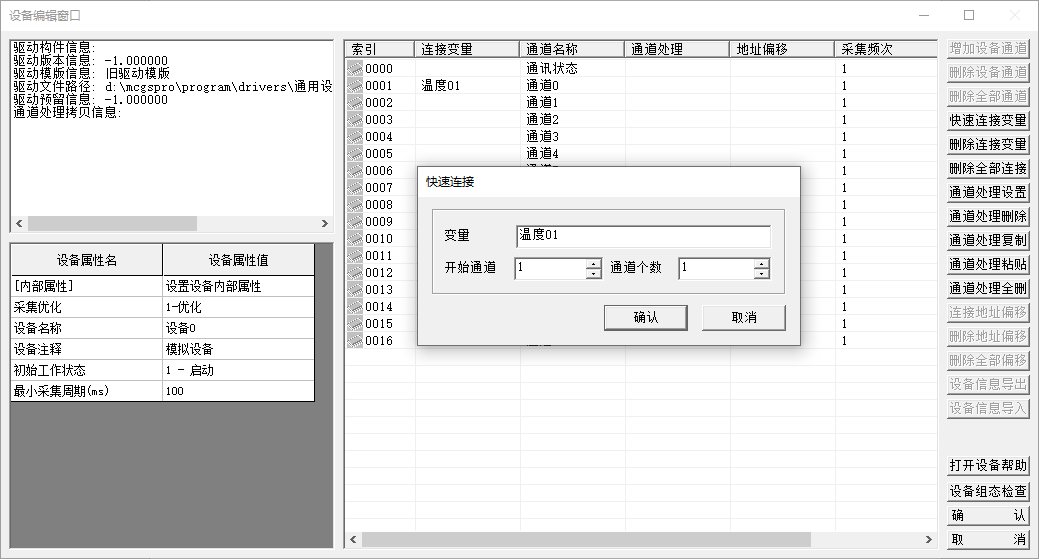 设备编辑窗口
驱动构件信息:
驱动版本信息: -1.000000
驱动模版信息: 旧驱动模版
驱动文件路径: d:\mcgspro\program\drivers\通用设
驱动预留信息: -1.000000
通道处理拷贝信息:
设备属性名 设备属性值
[内部属性] 设置设备内部属性
采集优化 1-优化
设备名称 设备0
设备注释 模拟设备
初始工作状态 1 - 启动
最小采集周期(ms) 100
索引 连接变量 通道名称 通道处理 地址偏移 采集频次
0000 通讯状态 1
0001 温度01 通道0 1
0002 通道1 1
0003 通道2 1
0004 通道3 1
0005 通道4 1
0006 1
0007 1
0008 1
0009 1
0010 1
0011 1
0012 1
0013 1
0014 1
0015 1
0016 1
快速连接
变量 温度01
开始通道 1 通道个数 1
确认 取消
增加设备通道
删除设备通道
删除全部通道
快速连接变量
删除连接变量
删除全部连接
通道处理设置
通道处理删除
通道处理复制
通道处理粘贴
通道处理全删
连接地址偏移
删除地址偏移
删除全部偏移
设备信息导出
设备信息导入
打开设备帮助
设备组态检查
确 认
取 消